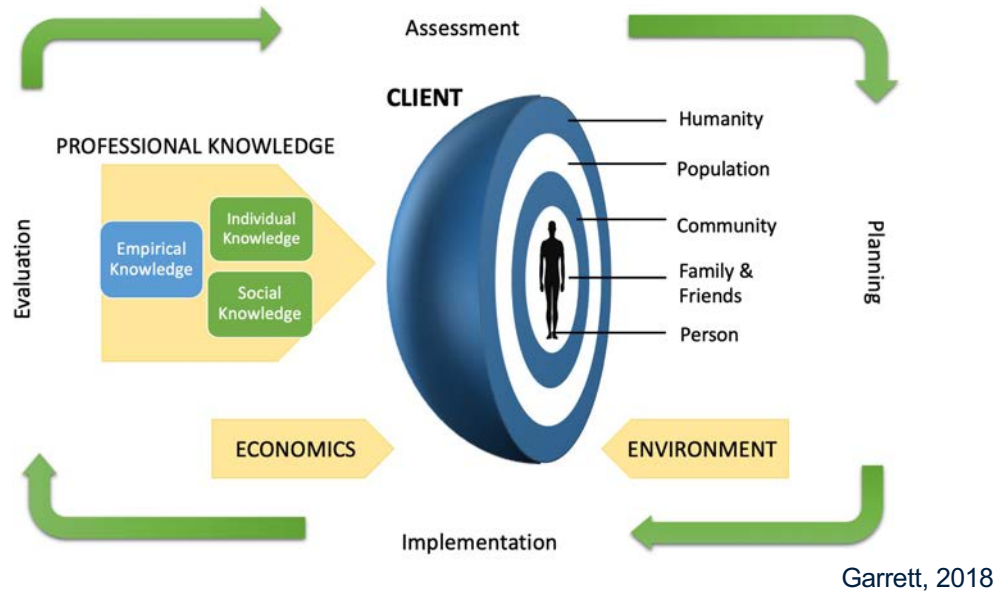 Assessment
CLIENT
Humanity
Population
Community
Family &
Friends
Person
PROFESSIONAL KNOWLEDGE
Empirical
Knowledge
Individual
Knowledge
Social
Knowledge
Evaluation
Planning
ECONOMICS
ENVIRONMENT
Implementation
Garrett, 2018